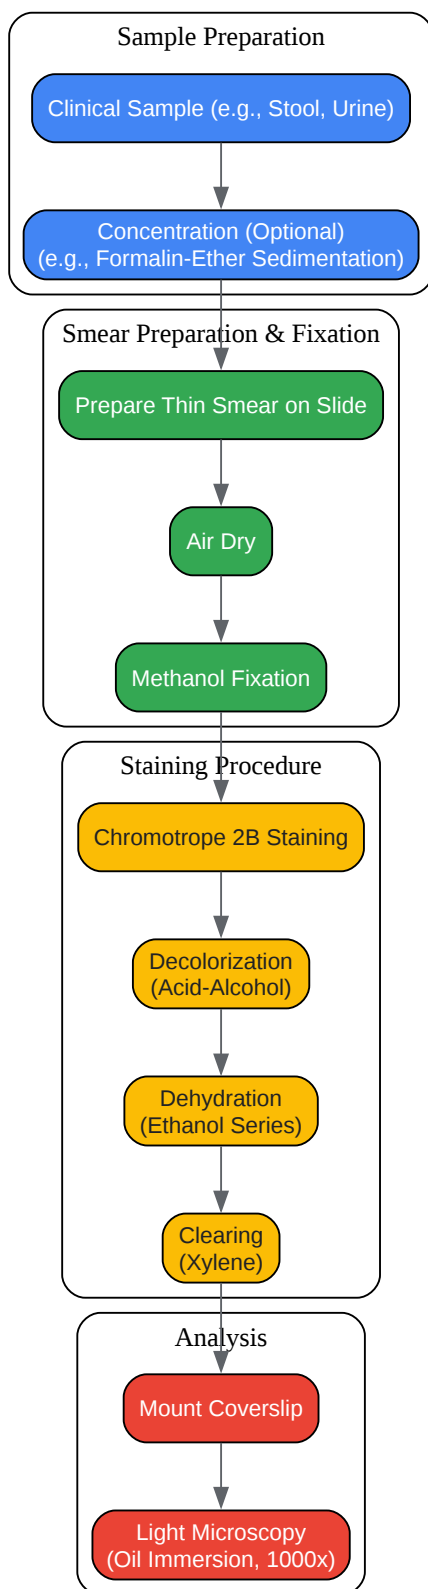 Sample Preparation
Clinical Sample (e.g., Stool, Urine)
Concentration (Optional)
(e.g., Formalin-Ether Sedimentation)
Smear Preparation & Fixation
Prepare Thin Smear on Slide
Air Dry
Methanol Fixation
Staining Procedure
Chromotrope 2B Staining
Decolorization
(Acid-Alcohol)
Dehydration
(Ethanol Series)
Clearing
(Xylene)
Analysis
Mount Coverslip
Light Microscopy
(Oil Immersion, 1000x)